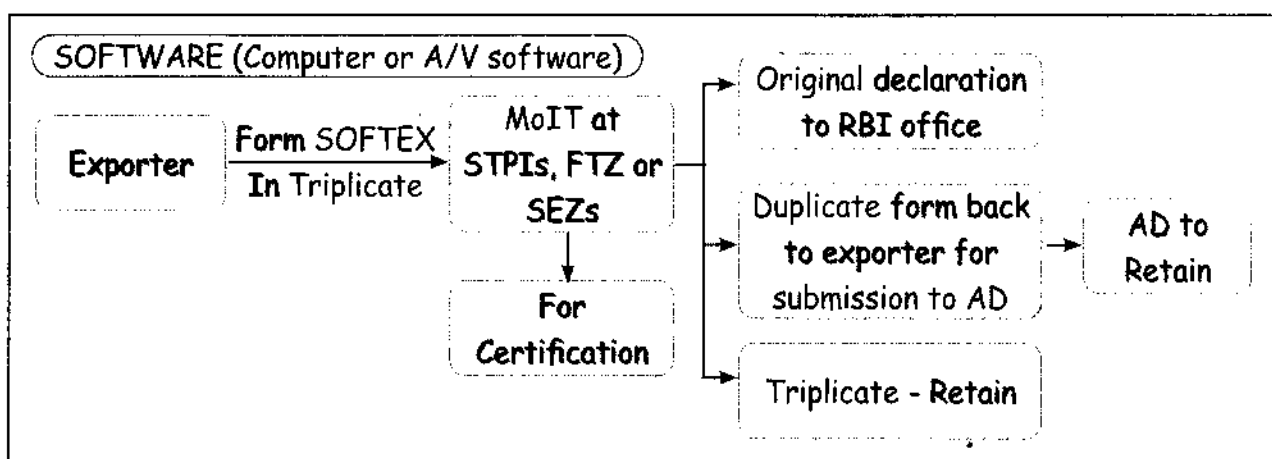 SOFTWARE (Computer or A/V software)
Exporter
Form SOFTEX
In Triplicate
MoIT at
STPIs, FTZ or
SEZs
For
Certification
Original declaration
to RBI office
Duplicate form back
to exporter for
submission to AD
AD to
Retain
Triplicate - Retain